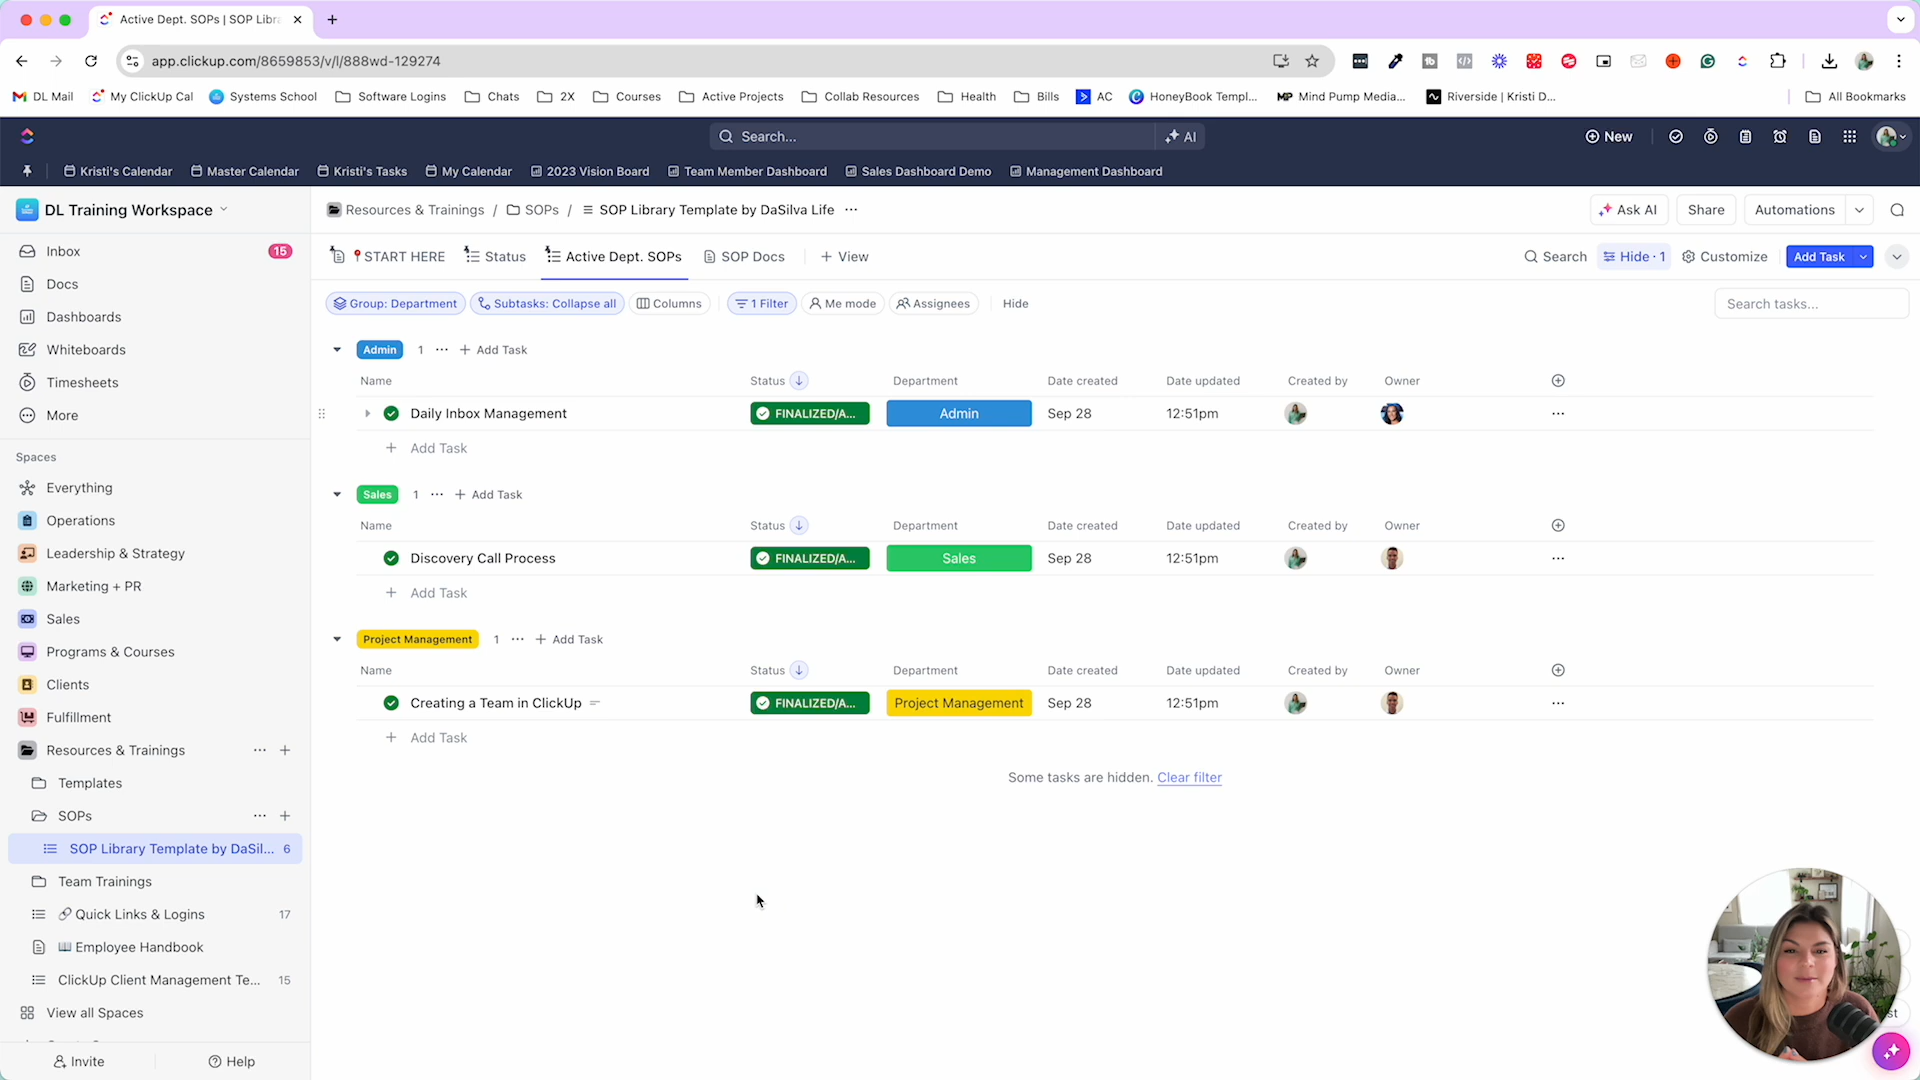 Active Dept. SOPs | SOP Libra
app.clickup.com/8659853/v/l/888wd-129274
DL Mail
My ClickUp Cal
Systems School
Software Logins
Chats
2X
Courses
Active Projects
Collab Resources
Health
Bills
AC
HoneyBook Templ...
MP Mind Pump Media...
Riverside | Kristi D...
All Bookmarks
Search...
AI
New
Kristi's Calendar
Master Calendar
Kristi's Tasks
My Calendar
2023 Vision Board
Team Member Dashboard
Sales Dashboard Demo
Management Dashboard
DL Training Workspace
Resources & Trainings / SOPs / SOP Library Template by DaSilva Life ...
Ask AI
Share
Automations
Inbox 15
Docs
Dashboards
Whiteboards
Timesheets
More
Spaces
Everything
Operations
Leadership & Strategy
Marketing + PR
Sales
Programs & Courses
Clients
Fulfillment
Resources & Trainings
Templates
SOPs
SOP Library Template by DaSil... 6
Team Trainings
Quick Links & Logins 17
Employee Handbook
ClickUp Client Management Te... 15
View all Spaces
Invite
Help
START HERE
Status
Active Dept. SOPs
SOP Docs
+ View
Search
Hide · 1
Customize
Add Task
Group: Department
Subtasks: Collapse all
Columns
1 Filter
Me mode
Assignees
Hide
Search tasks...
Admin 1 ... + Add Task
Name Status Department Date created Date updated Created by Owner
Daily Inbox Management FINALIZED/A... Admin Sep 28 12:51pm
+ Add Task
Sales 1 ... + Add Task
Name Status Department Date created Date updated Created by Owner
Discovery Call Process FINALIZED/A... Sales Sep 28 12:51pm
+ Add Task
Project Management 1 ... + Add Task
Name Status Department Date created Date updated Created by Owner
Creating a Team in ClickUp FINALIZED/A... Project Management Sep 28 12:51pm
+ Add Task
Some tasks are hidden. Clear filter